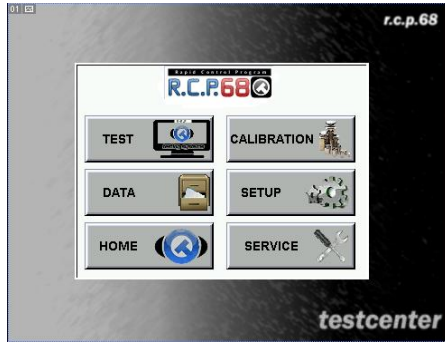 01
r.c.p.68
Rapid Control Program
R.C.P.68
TEST
CALIBRATION
DATA
SETUP
HOME
SERVICE
testcenter